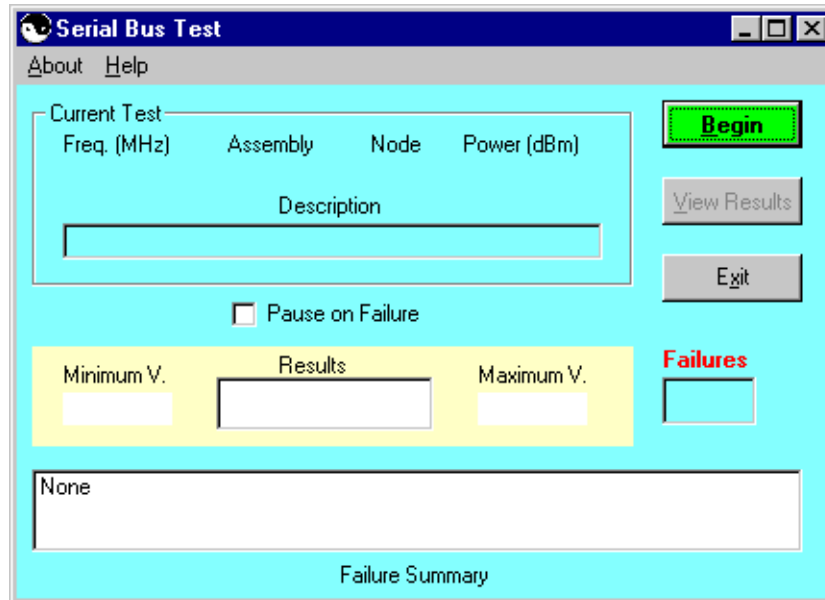 Serial Bus Test
About Help
Current Test
Freq. (MHz) Assembly Node Power (dBm)
Description
Begin
View Results
Exit
Pause on Failure
Minimum V. Results Maximum V.
Failures
None
Failure Summary